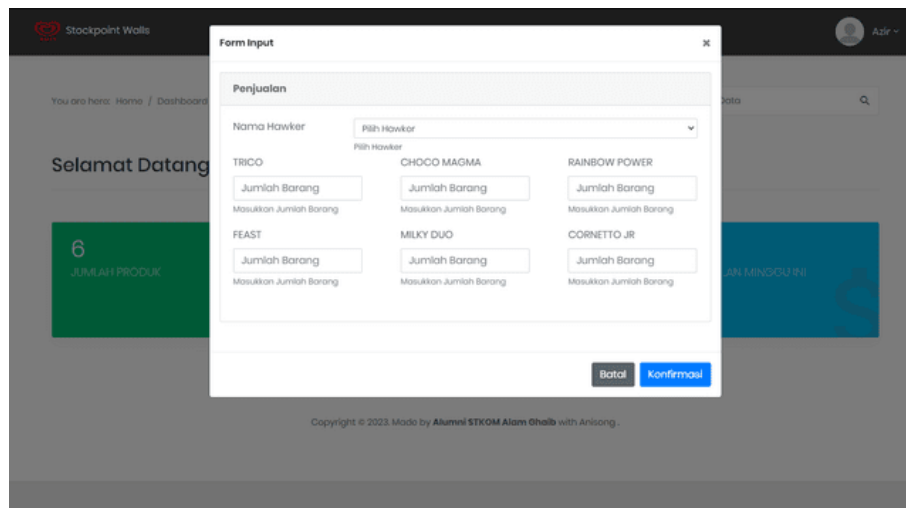 Stockpoint Walls
Azir
Form Input
×
You are here: Home / Dashboard
Data
Penjualan
Nama Hawker
Pilih Hawker
Pilih Hawker
Selamat Datang
TRICO
CHOCO MAGMA
RAINBOW POWER
Jumlah Barang
Jumlah Barang
Jumlah Barang
Masukkan Jumlah Barang
Masukkan Jumlah Barang
Masukkan Jumlah Barang
FEAST
MILKY DUO
CORNETTO JR
Jumlah Barang
Jumlah Barang
Jumlah Barang
Masukkan Jumlah Barang
Masukkan Jumlah Barang
Masukkan Jumlah Barang
6
JUMLAH PRODUK
MINGGU INI
$
Batal
Konfirmasi
Copyright © 2023. Made by Alumni STKOM Alam Ghaib with Anisong .